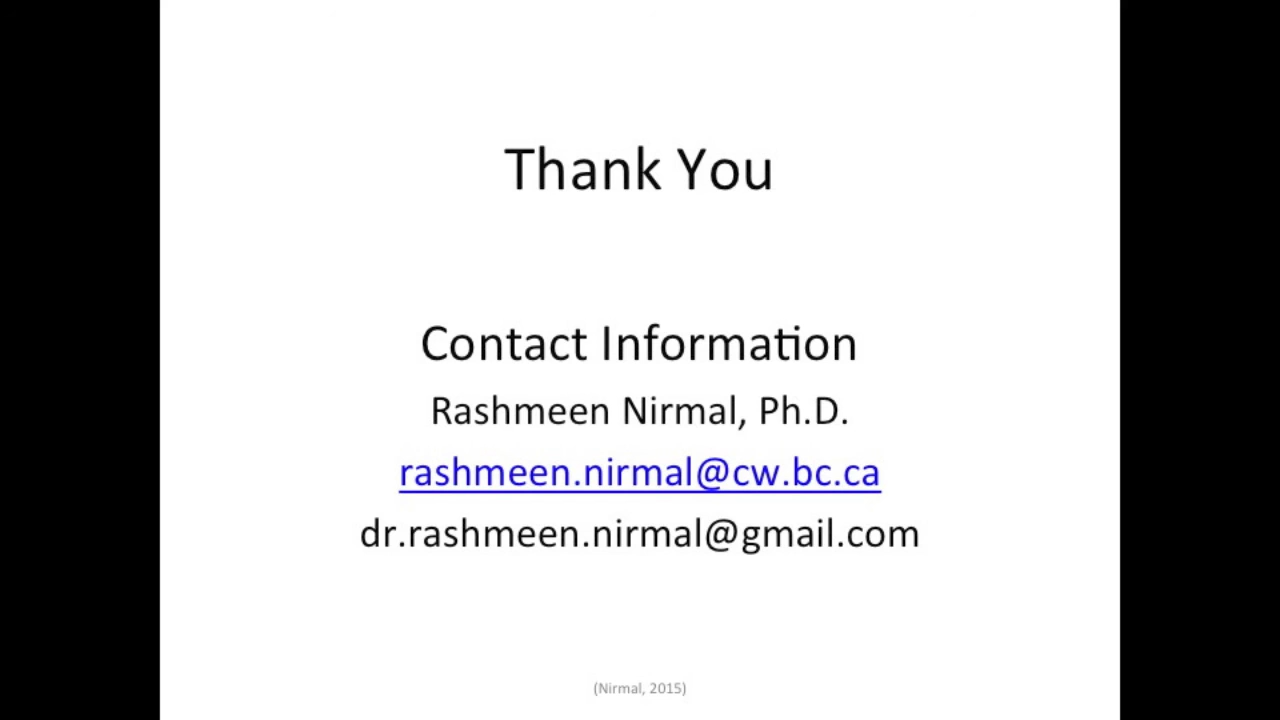 Thank You
Contact Information
Rashmeen Nirmal, Ph.D.
rashmeen.nirmal@cw.bc.ca
dr.rashmeen.nirmal@gmail.com
(Nirmal, 2015)